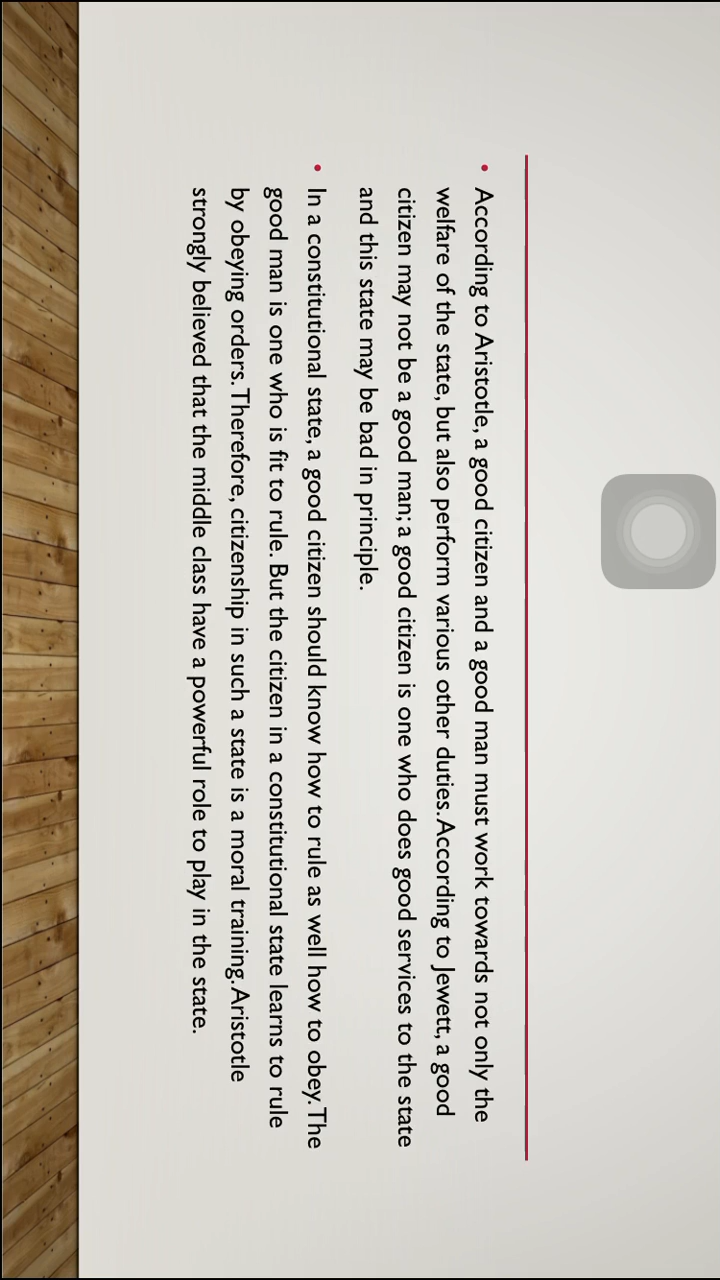 • According to Aristotle, a good citizen and a good man must work towards not only the
welfare of the state, but also perform various other duties. According to Jewett, a good
citizen may not be a good man; a good citizen is one who does good services to the state
and this state may be bad in principle.
• In a constitutional state, a good citizen should know how to rule as well how to obey. The
good man is one who is fit to rule. But the citizen in a constitutional state learns to rule
by obeying orders. Therefore, citizenship in such a state is a moral training. Aristotle
strongly believed that the middle class have a powerful role to play in the state.